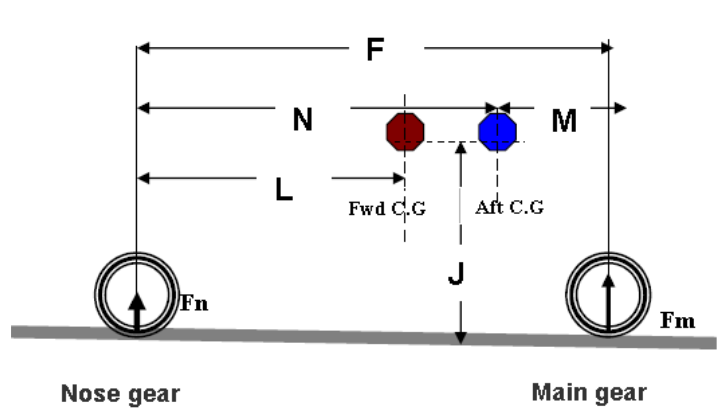 F
N
M
L
Fwd C.G
Aft C.G
J
Fn
Fm
Nose gear
Main gear